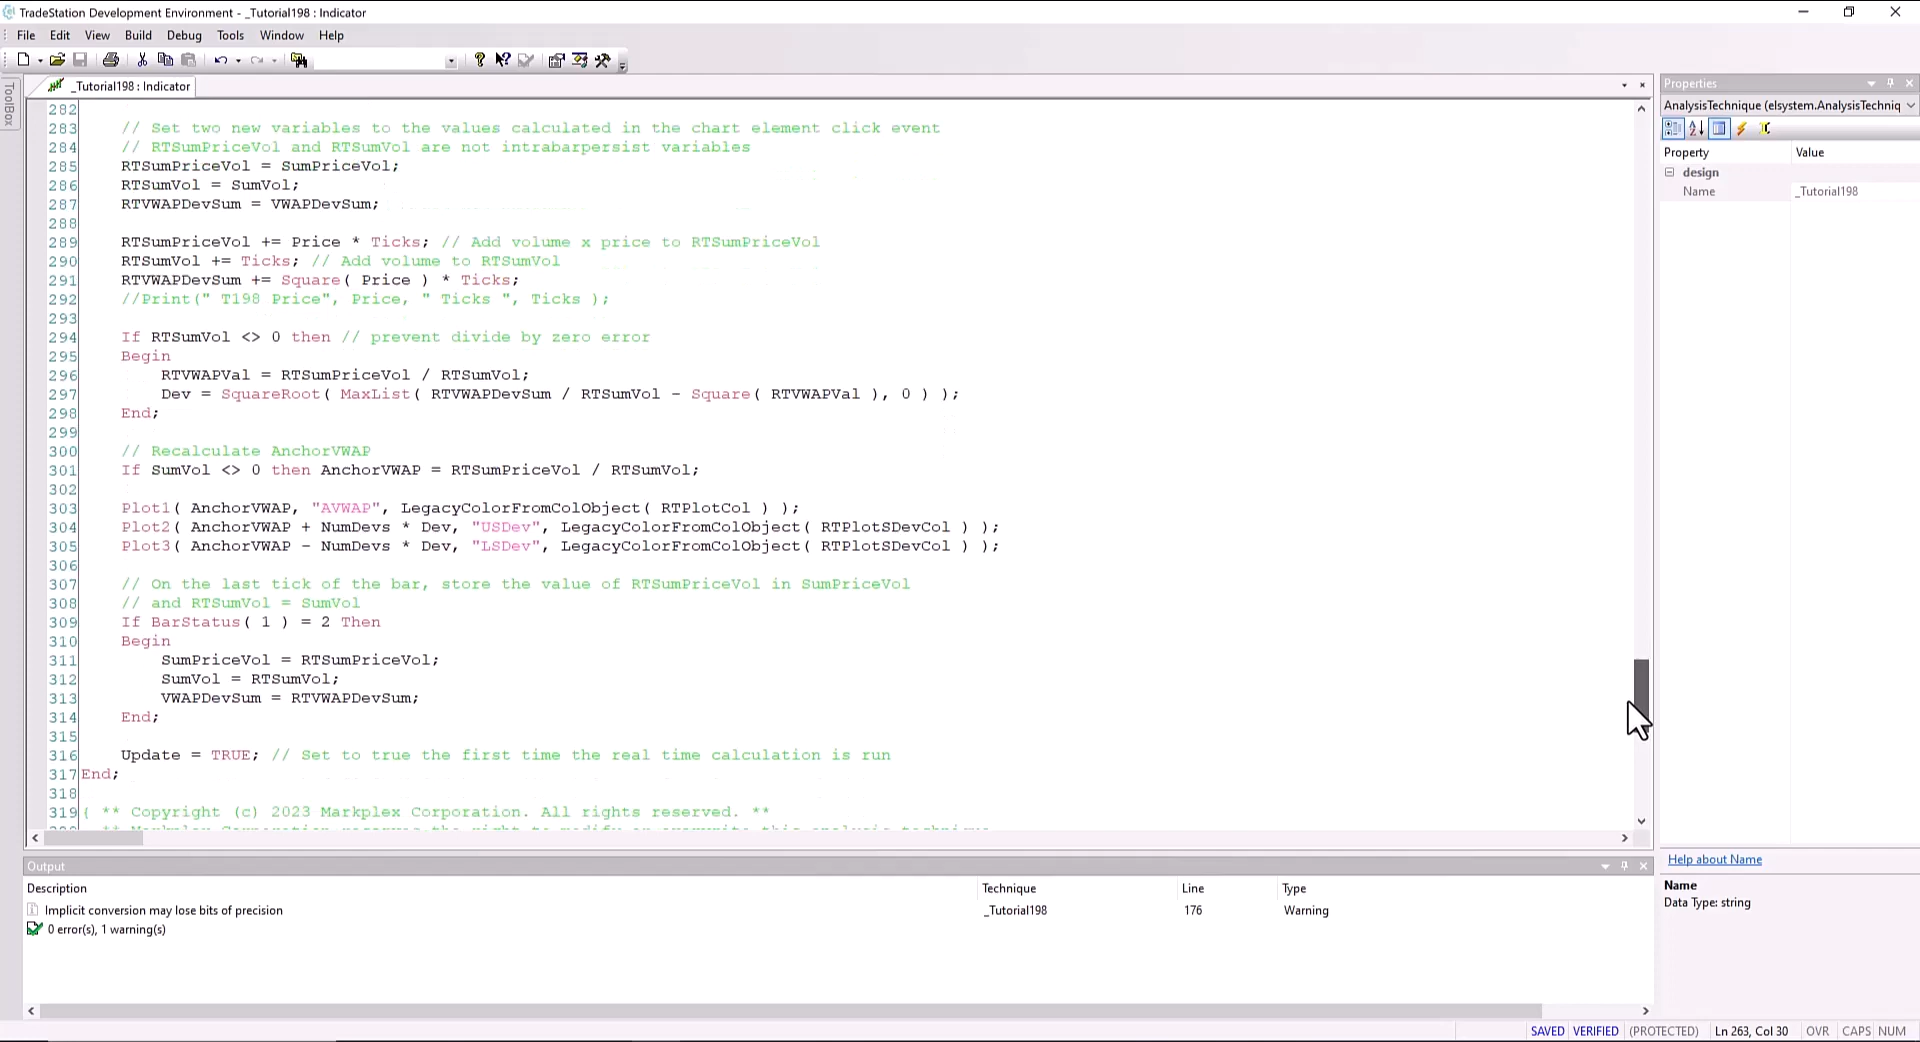 TradeStation Development Environment - _Tutorial198 : Indicator
File Edit View Build Debug Tools Window Help
ToolBox
_Tutorial198 : Indicator
282
283 // Set two new variables to the values calculated in the chart element click event
284 // RTSumPriceVol and RTSumVol are not intrabarpersist variables
285 RTSumPriceVol = SumPriceVol;
286 RTSumVol = SumVol;
287 RTVWAPDevSum = VWAPDevSum;
288
289 RTSumPriceVol += Price * Ticks; // Add volume x price to RTSumPriceVol
290 RTSumVol += Ticks; // Add volume to RTSumVol
291 RTVWAPDevSum += Square( Price ) * Ticks;
292 //Print(" T198 Price", Price, " Ticks ", Ticks );
293
294 If RTSumVol <> 0 then // prevent divide by zero error
295 Begin
296 RTVWAPVal = RTSumPriceVol / RTSumVol;
297 Dev = SquareRoot( MaxList( RTVWAPDevSum / RTSumVol - Square( RTVWAPVal ), 0 ) );
298 End;
299
300 // Recalculate AnchorVWAP
301 If SumVol <> 0 then AnchorVWAP = RTSumPriceVol / RTSumVol;
302
303 Plot1( AnchorVWAP, "AVWAP", LegacyColorFromColObject( RTPlotCol ) );
304 Plot2( AnchorVWAP + NumDevs * Dev, "USDev", LegacyColorFromColObject( RTPlotSDevCol ) );
305 Plot3( AnchorVWAP - NumDevs * Dev, "LSDev", LegacyColorFromColObject( RTPlotSDevCol ) );
306
307 // On the last tick of the bar, store the value of RTSumPriceVol in SumPriceVol
308 // and RTSumVol = SumVol
309 If BarStatus( 1 ) = 2 Then
310 Begin
311 SumPriceVol = RTSumPriceVol;
312 SumVol = RTSumVol;
313 VWAPDevSum = RTVWAPDevSum;
314 End;
315
316 Update = TRUE; // Set to true the first time the real time calculation is run
317 End;
318
319 { ** Copyright (c) 2023 Markplex Corporation. All rights reserved. **
Properties
AnalysisTechnique (elsystem.AnalysisTechniq
Property Value
design
Name _Tutorial198
Help about Name
Name
Data Type: string
Output
Description Technique Line Type
Implicit conversion may lose bits of precision _Tutorial198 176 Warning
0 error(s), 1 warning(s)
SAVED VERIFIED (PROTECTED) Ln 263, Col 30 OVR CAPS NUM